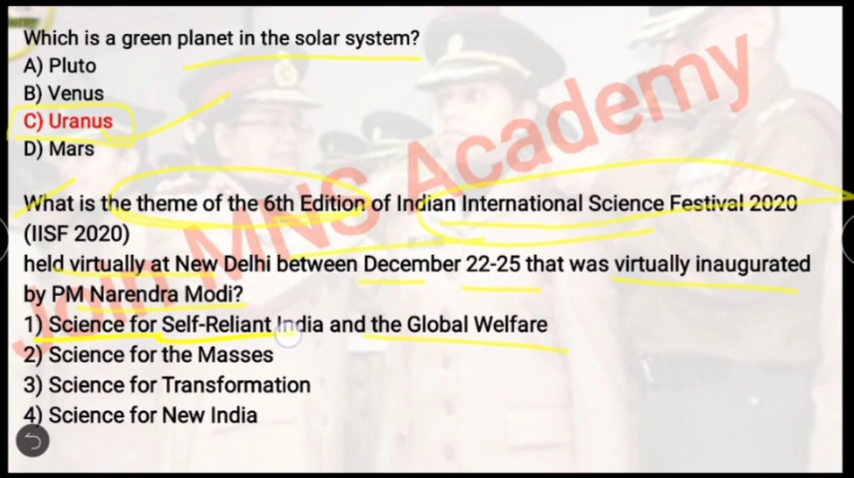 Which is a green planet in the solar system?
A) Pluto
B) Venus
C) Uranus
D) Mars
What is the theme of the 6th Edition of Indian International Science Festival 2020
(IISF 2020)
held virtually at New Delhi between December 22-25 that was virtually inaugurated
by PM Narendra Modi?
1) Science for Self-Reliant India and the Global Welfare
2) Science for the Masses
3) Science for Transformation
4) Science for New India
Join MNS Academy